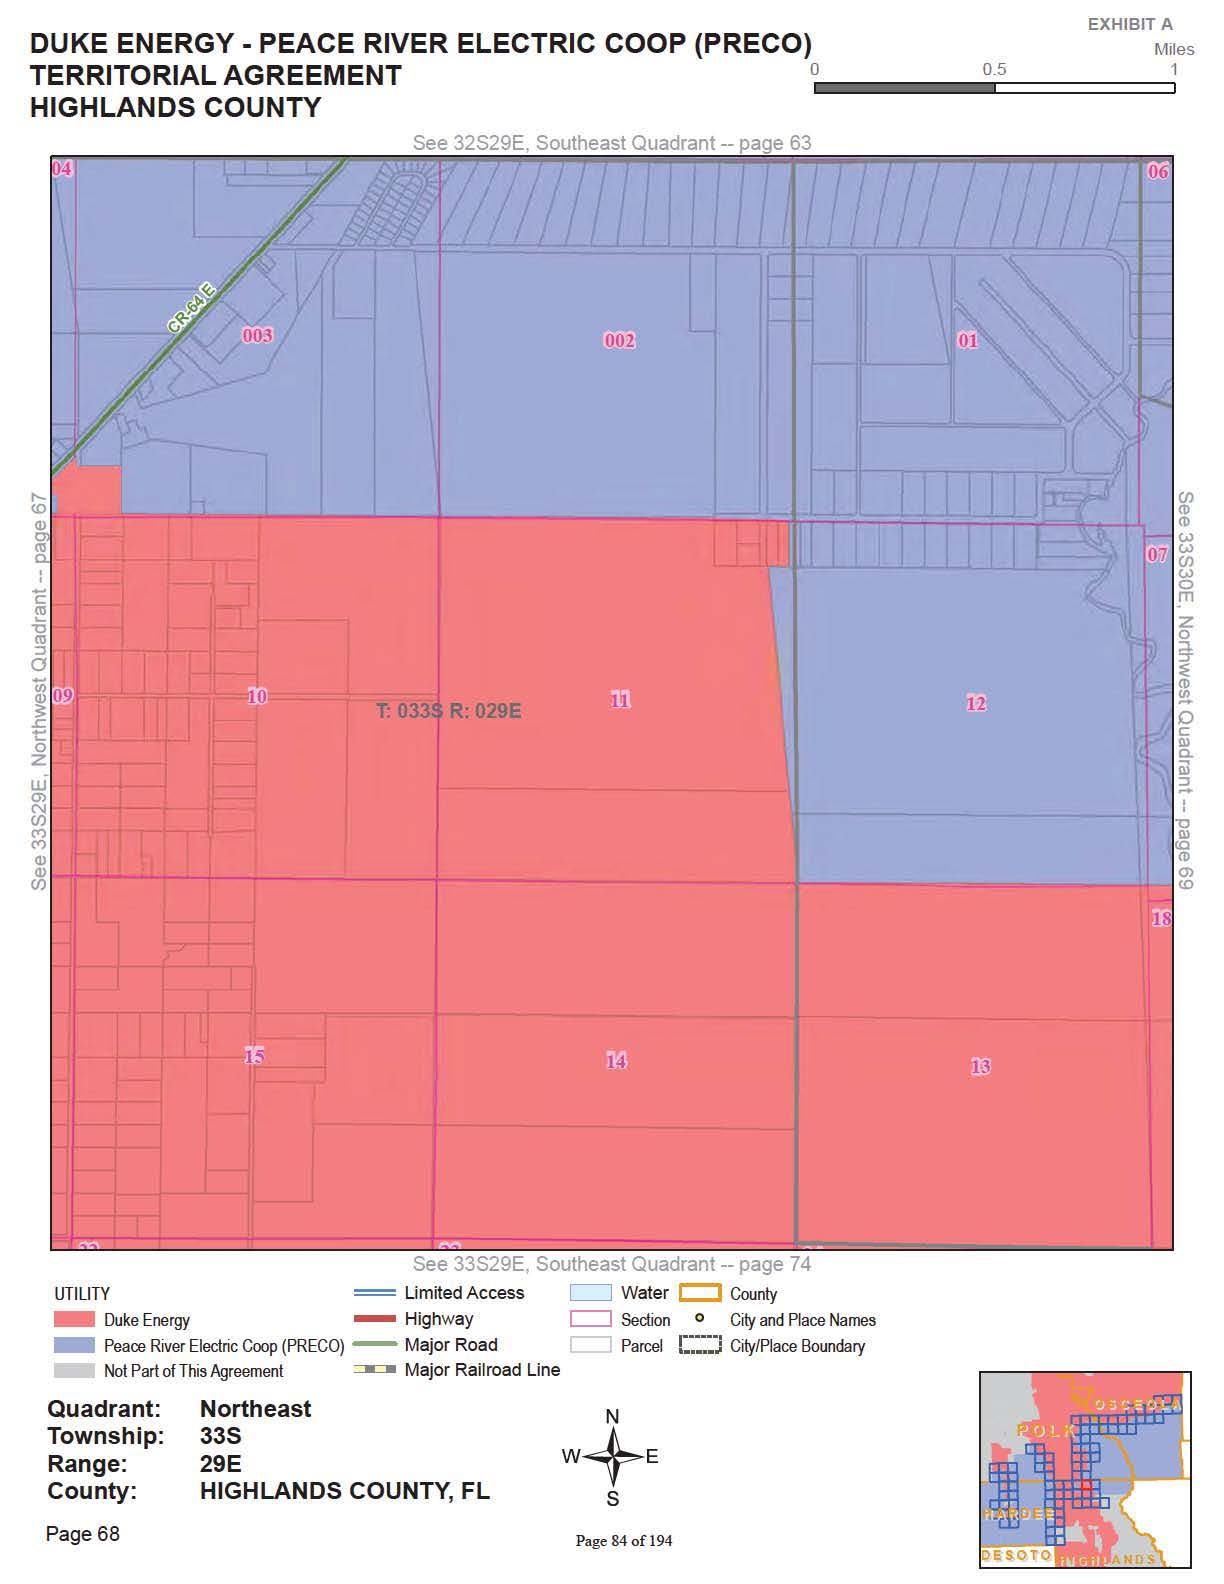 EXHIBIT A
DUKE ENERGY - PEACE RIVER ELECTRIC COOP (PRECO)
TERRITORIAL AGREEMENT
HIGHLANDS COUNTY
Miles
0 0.5 1
See 32S29E, Southeast Quadrant -- page 63
04
06
CR-64 E
003
002
01
See 33S29E, Northwest Quadrant -- page 67
See 33S30E, Northwest Quadrant -- page 69
07
09
10
11
12
T: 033S R: 029E
18
15
14
13
22
23
See 33S29E, Southeast Quadrant -- page 74
UTILITY
Duke Energy
Peace River Electric Coop (PRECO)
Not Part of This Agreement
Limited Access
Highway
Major Road
Major Railroad Line
Water
Section
Parcel
County
City and Place Names
City/Place Boundary
Quadrant: Northeast
Township: 33S
Range: 29E
County: HIGHLANDS COUNTY, FL
Page 68
N
W E
S
Page 84 of 194
OSCEOLA
POLK
HARDEE
DESOTO
HIGHLANDS